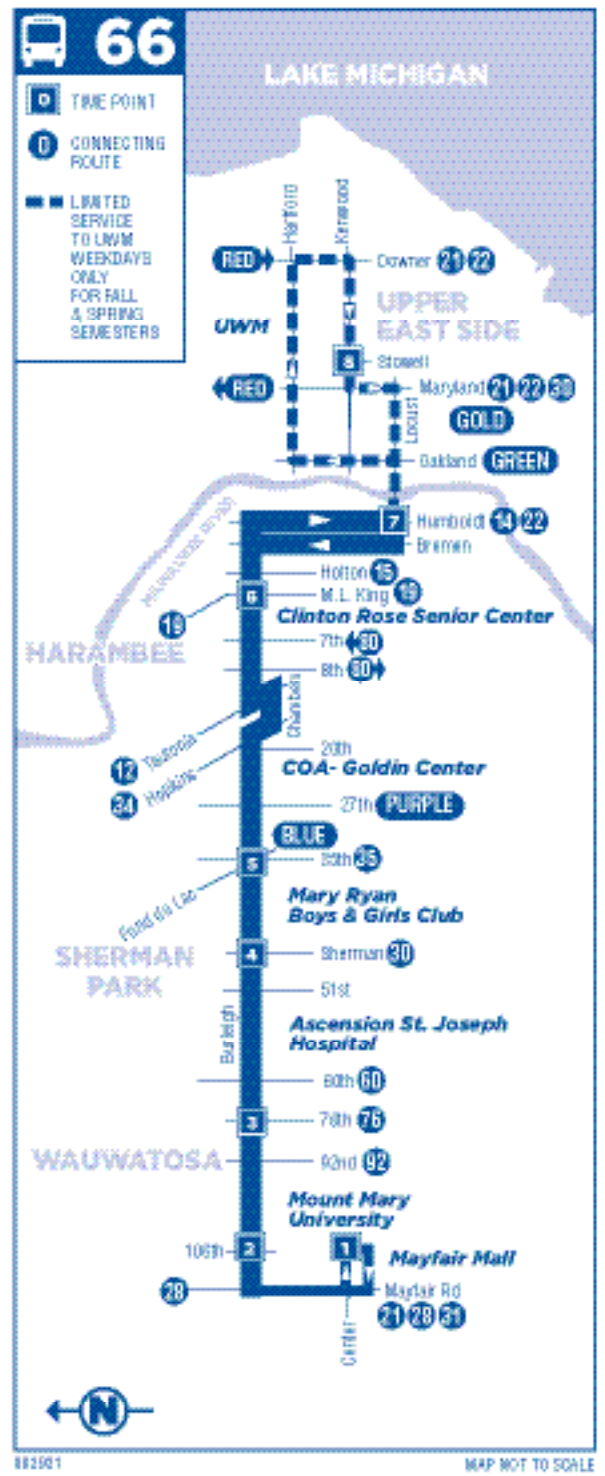 66
LAKE MICHIGAN
0 TIME POINT
0 CONNECTING
ROUTE
LIMITED
SERVICE
TO UWM
WEEKDAYS
ONLY
FOR FALL
& SPRING
SEMESTERS
Hartford
Kenwood
RED
Downer 21 22
UWM
UPPER
EAST SIDE
8
Stowell
RED
Maryland 21 22 30
Locust
GOLD
Oakland GREEN
MILWAUKEE RIVER
7 Humboldt 14 22
Bremen
Holton 15
6 M.L. King 19
19
Clinton Rose Senior Center
HARAMBEE
7th 80
8th 80
Chambers
12 Teutonia
34 Hopkins
20th
COA- Goldin Center
27th PURPLE
BLUE
5 35th 35
Fond du Lac
Mary Ryan
Boys & Girls Club
SHERMAN
PARK
4 Sherman 30
51st
Burleigh
Ascension St. Joseph
Hospital
60th 60
3 76th 76
WAUWATOSA
92nd 92
Mount Mary
University
106th 2
1
Mayfair Mall
28
Mayfair Rd
21 28 31
Center
N
MAP NOT TO SCALE